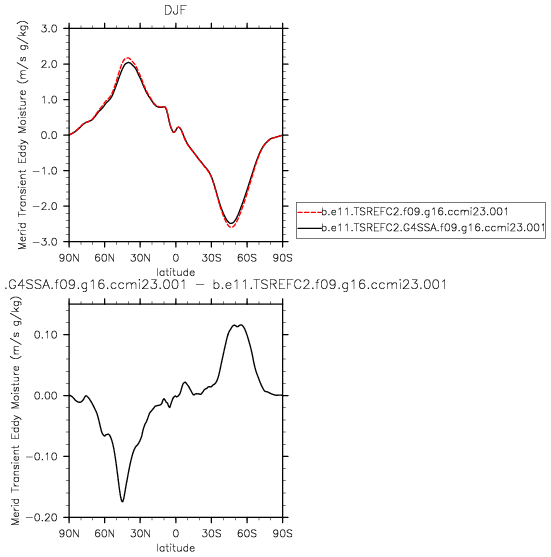 DJF
Merid Transient Eddy Moisture (m/s g/kg)
3.0
2.0
1.0
0.0
-1.0
-2.0
-3.0
90N 60N 30N 0 30S 60S 90S
latitude
b.e11.TSREFC2.f09.g16.ccmi23.001
b.e11.TSREFC2.G4SSA.f09.g16.ccmi23.001
.G4SSA.f09.g16.ccmi23.001 - b.e11.TSREFC2.f09.g16.ccmi23.001
Merid Transient Eddy Moisture (m/s g/kg)
0.10
0.00
-0.10
-0.20
90N 60N 30N 0 30S 60S 90S
latitude